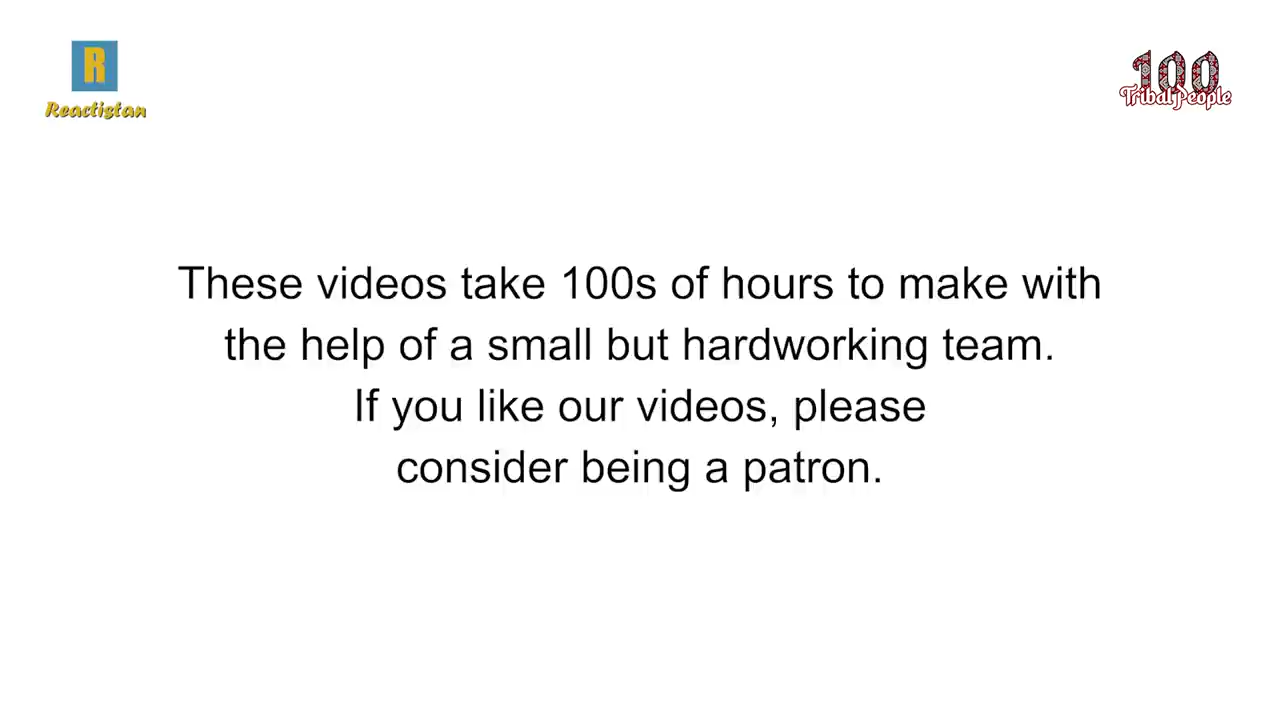 R
Reactistan
100
Tribal People
These videos take 100s of hours to make with
the help of a small but hardworking team.
If you like our videos, please
consider being a patron.